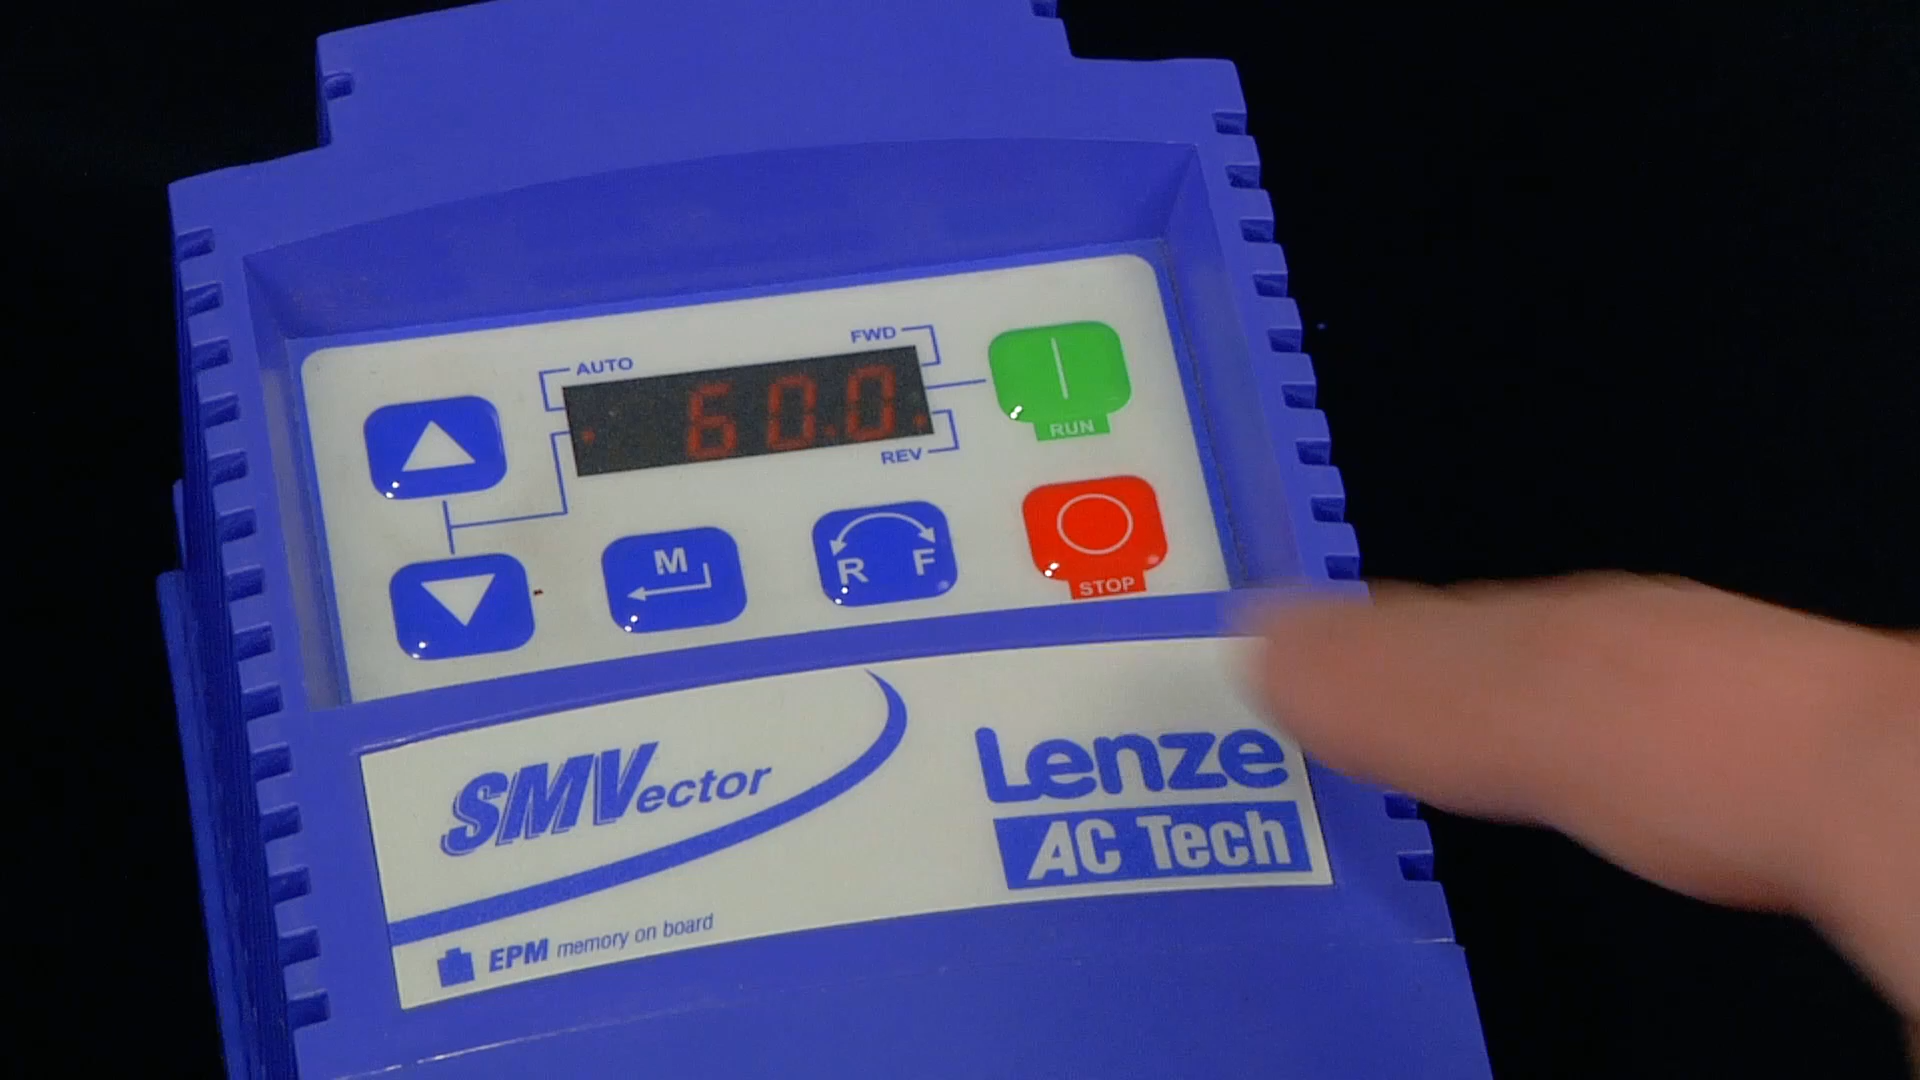 FWD
AUTO
60.0
RUN
REV
M
R F
STOP
SMVector
Lenze
AC Tech
EPM memory on board